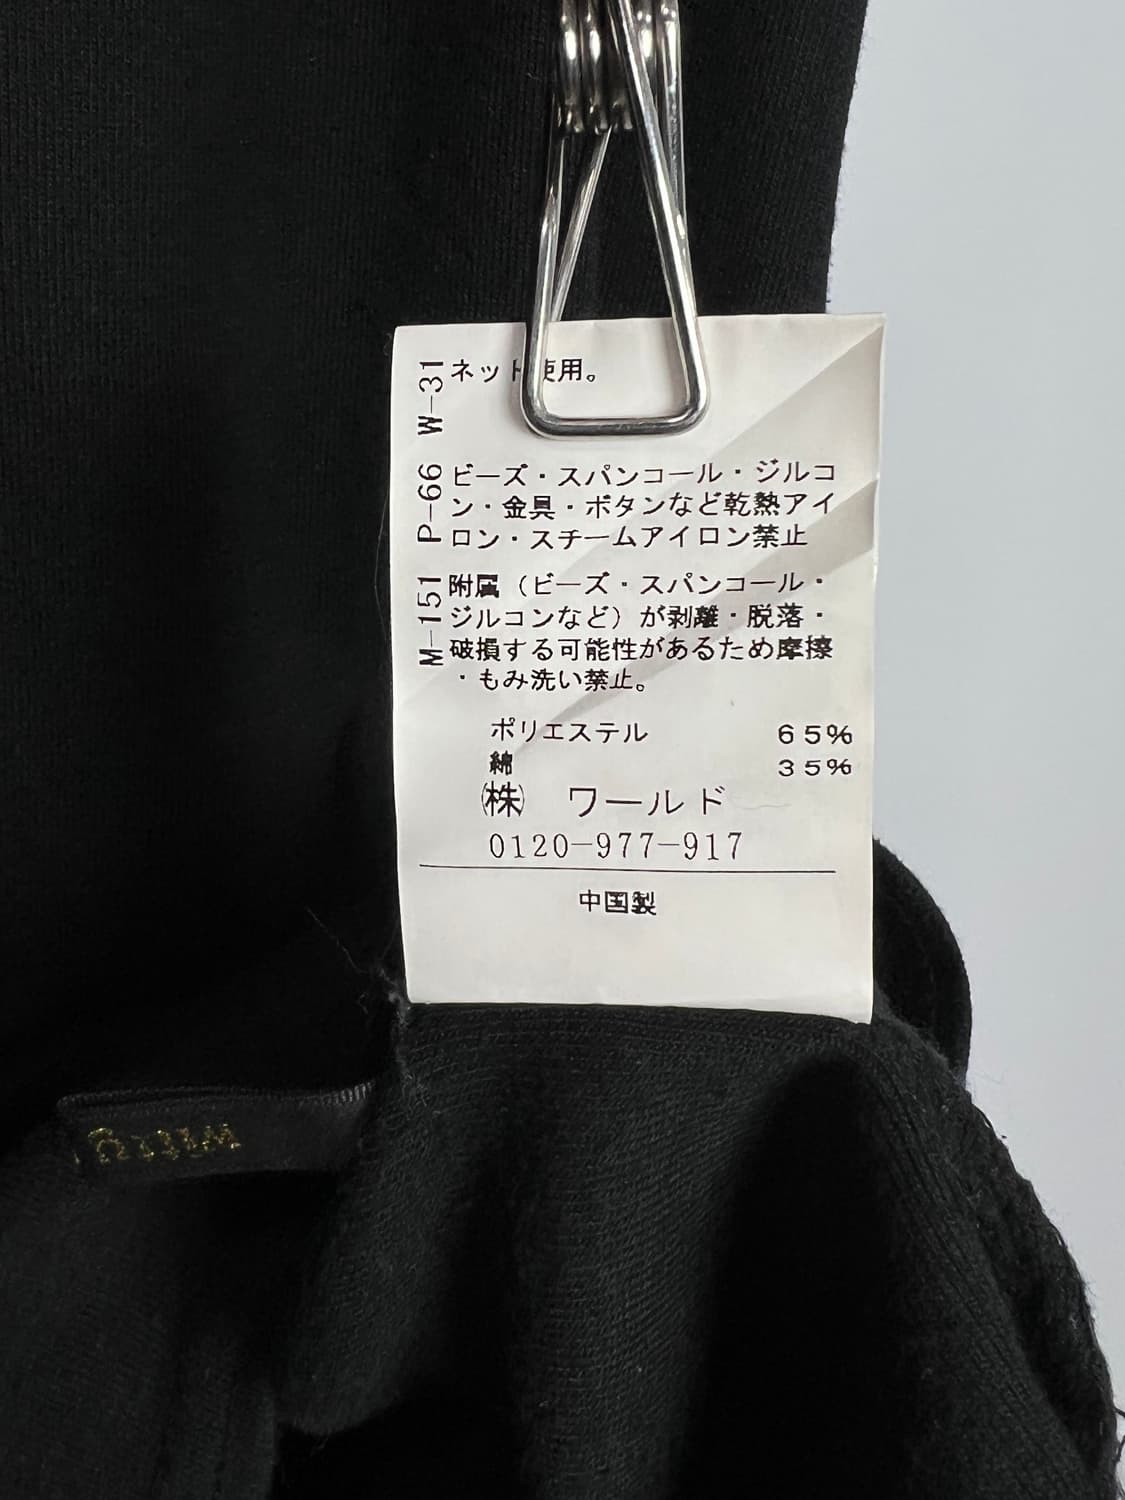 W-31 ネット使用。
P-66 ビーズ・スパンコール・ジルコ
ン・金具・ボタンなど乾熱アイ
ロン・スチームアイロン禁止
M-151 附属（ビーズ・スパンコール・
ジルコンなど）が剥離・脱落・
破損する可能性があるため摩擦
・もみ洗い禁止。
ポリエステル 65%
綿 35%
㈱ ワールド
0120-977-917
中国製